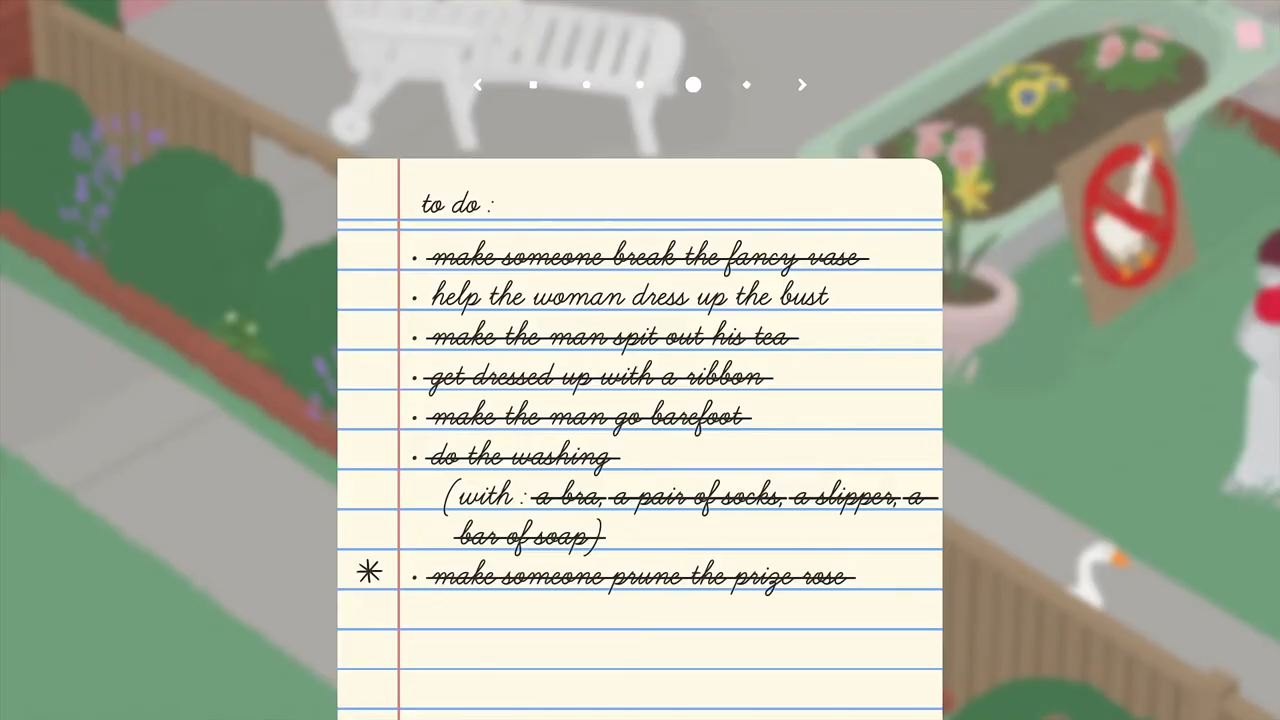 to do :
• make someone break the fancy vase
• help the woman dress up the bust
• make the man spit out his tea
• get dressed up with a ribbon
• make the man go barefoot
• do the washing
(with : a bra, a pair of socks, a slipper, a
bar of soap)
* • make someone prune the prize rose